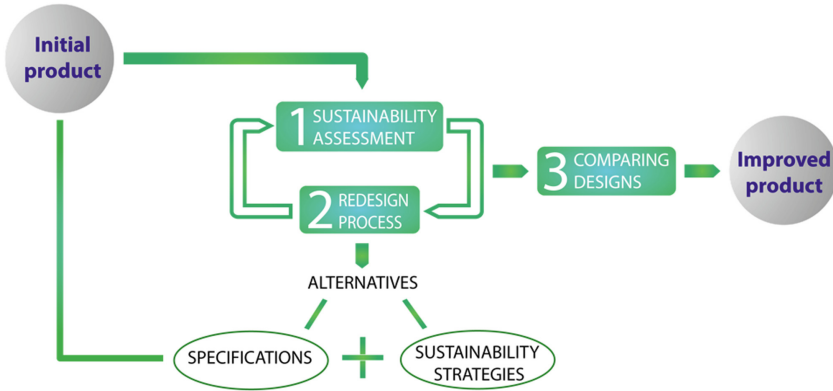 Initial
product
1 SUSTAINABILITY
ASSESSMENT
2 REDESIGN
PROCESS
3 COMPARING
DESIGNS
Improved
product
ALTERNATIVES
SPECIFICATIONS
+
SUSTAINABILITY
STRATEGIES